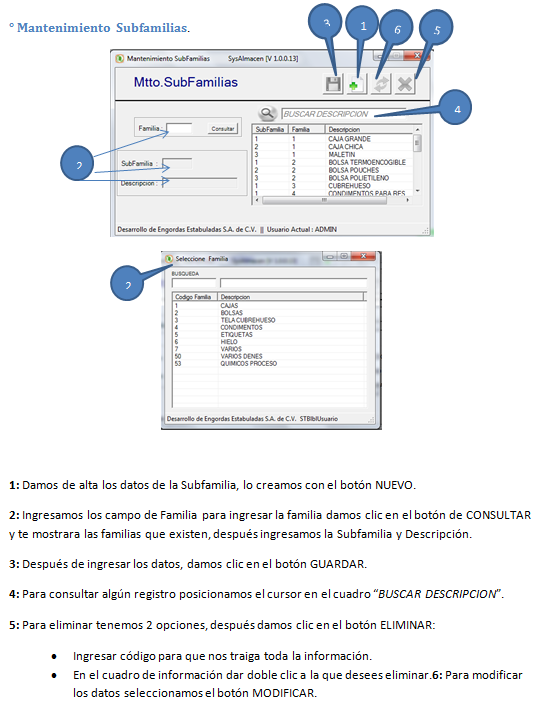 ° Mantenimiento Subfamilias.
3
1
6
5
Mantenimiento SubFamilias SysAlmacen [V 1.0.0.13]
Mtto.SubFamilias
4
BUSCAR DESCRIPCION
Familia: Consultar
SubFamilia Familia Descripcion
1 1 CAJA GRANDE
2 1 CAJA CHICA
3 1 MALETIN
1 2 BOLSA TERMOENCOGIBLE
2 2 BOLSA POUCHES
3 2 BOLSA POLIETILENO
1 3 CUBREHUESO
1 4 CONDIMENTOS PARA RES
2
SubFamilia :
Descripcion :
Desarrollo de Engordas Estabuladas S.A. de C.V. || Usuario Actual : ADMIN
Seleccione Familia
2
BUSQUEDA
Codigo Familia Descripcion
1 CAJAS
2 BOLSAS
3 TELA CUBREHUESO
4 CONDIMENTOS
5 ETIQUETAS
6 HIELO
7 VARIOS
50 VARIOS DENES
53 QUIMICOS PROCESO
Desarrollo de Engordas Estabuladas S.A. de C.V. STBlblUsuario
1: Damos de alta los datos de la Subfamilia, lo creamos con el botón NUEVO.
2: Ingresamos los campo de Familia para ingresar la familia damos clic en el botón de CONSULTAR
y te mostrara las familias que existen, después ingresamos la Subfamilia y Descripción.
3: Después de ingresar los datos, damos clic en el botón GUARDAR.
4: Para consultar algún registro posicionamos el cursor en el cuadro “BUSCAR DESCRIPCION”.
5: Para eliminar tenemos 2 opciones, después damos clic en el botón ELIMINAR:
• Ingresar código para que nos traiga toda la información.
• En el cuadro de información dar doble clic a la que desees eliminar.6: Para modificar
los datos seleccionamos el botón MODIFICAR.